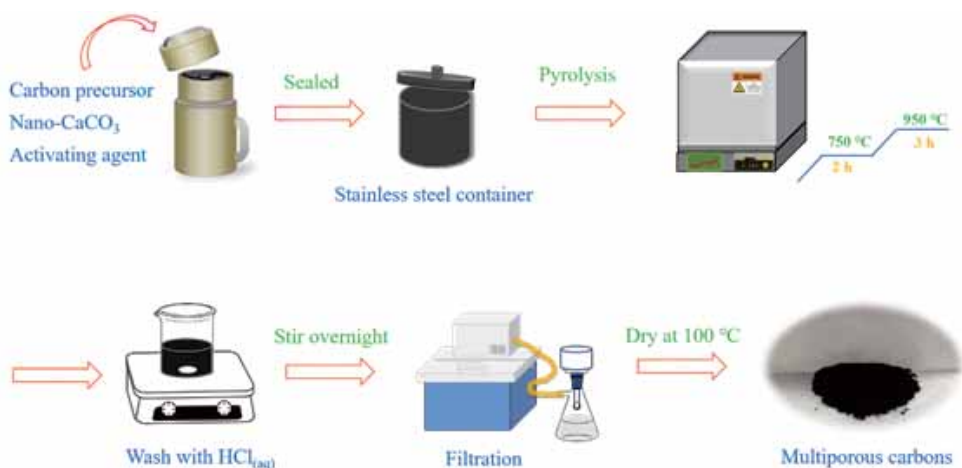 Carbon precursor
Nano-CaCO₃
Activating agent
Sealed
Stainless steel container
Pyrolysis
750 °C
2 h
950 °C
3 h
Wash with HCl(aq)
Stir overnight
Filtration
Dry at 100 °C
Multiporous carbons